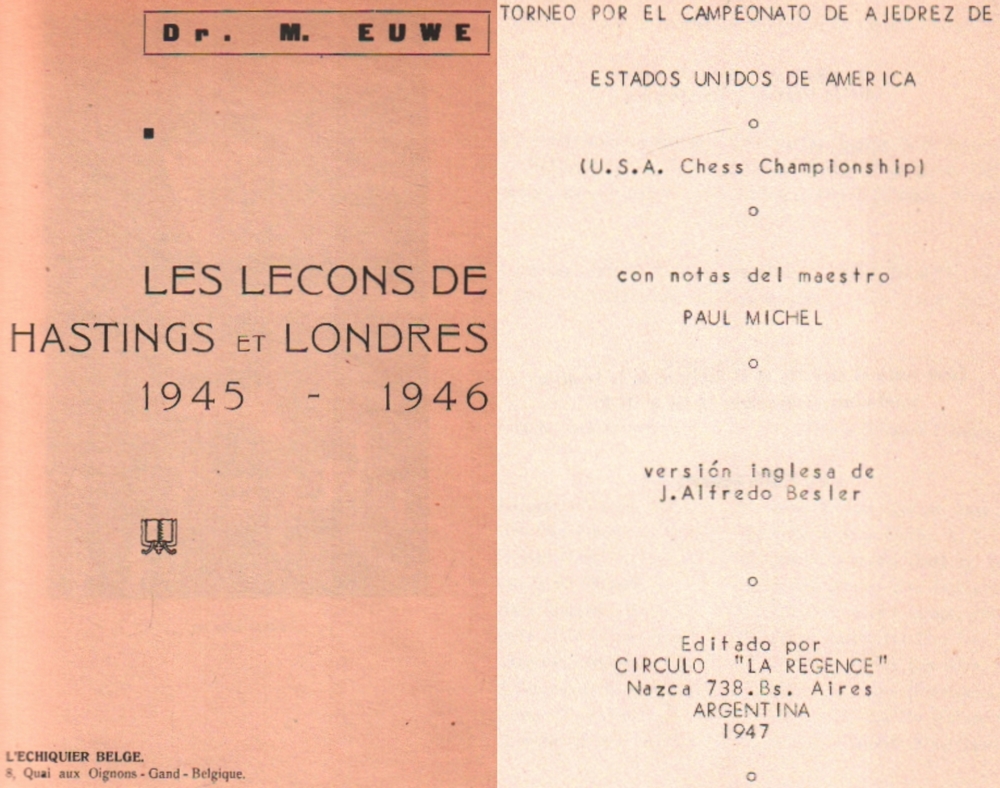 Dr. M. EUWE
LES LECONS DE
HASTINGS ET LONDRES
1945 - 1946
L'ECHIQUIER BELGE.
8, Quai aux Oignons - Gand - Belgique.
TORNEO POR EL CAMPEONATO DE AJEDREZ DE
ESTADOS UNIDOS DE AMERICA
o
(U.S.A. Chess Championship)
o
con notas del maestro
PAUL MICHEL
o
versión inglesa de
J.Alfredo Besler
o
Editado por
CIRCULO "LA REGENCE"
Nazca 738.Bs. Aires
ARGENTINA
1947
o